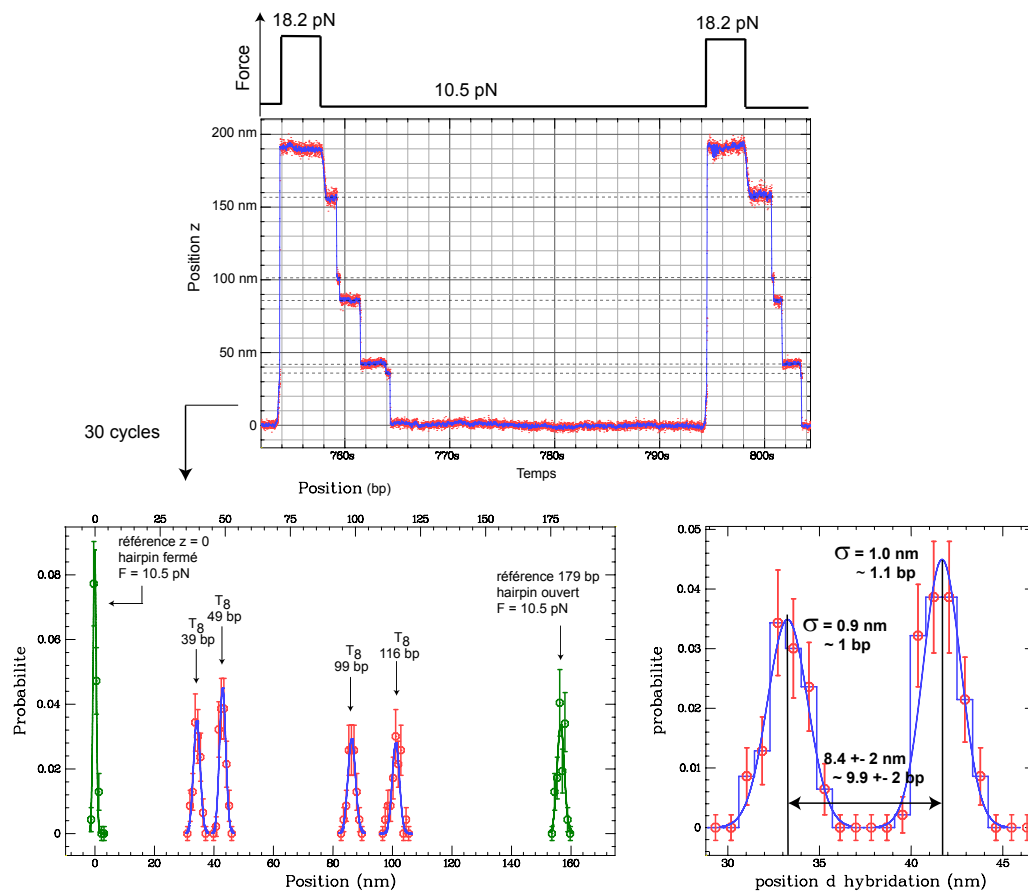 18.2 pN
18.2 pN
Force
10.5 pN
200 nm
150 nm
100 nm
50 nm
0
Position z
760s
770s
780s
790s
800s
Temps
30 cycles
Position (bp)
0
25
50
75
100
125
150
175
référence z = 0
hairpin fermé
F = 10.5 pN
T8
39 bp
T8
49 bp
T8
99 bp
T8
116 bp
référence 179 bp
hairpin ouvert
F = 10.5 pN
0.08
0.06
0.04
0.02
0
Probabilite
0
20
40
60
80
100
120
140
160
Position (nm)
0.05
0.04
0.03
0.02
0.01
0
probabilite
σ = 1.0 nm
~ 1.1 bp
σ = 0.9 nm
~ 1 bp
8.4 +- 2 nm
~ 9.9 +- 2 bp
30
35
40
45
position d hybridation (nm)